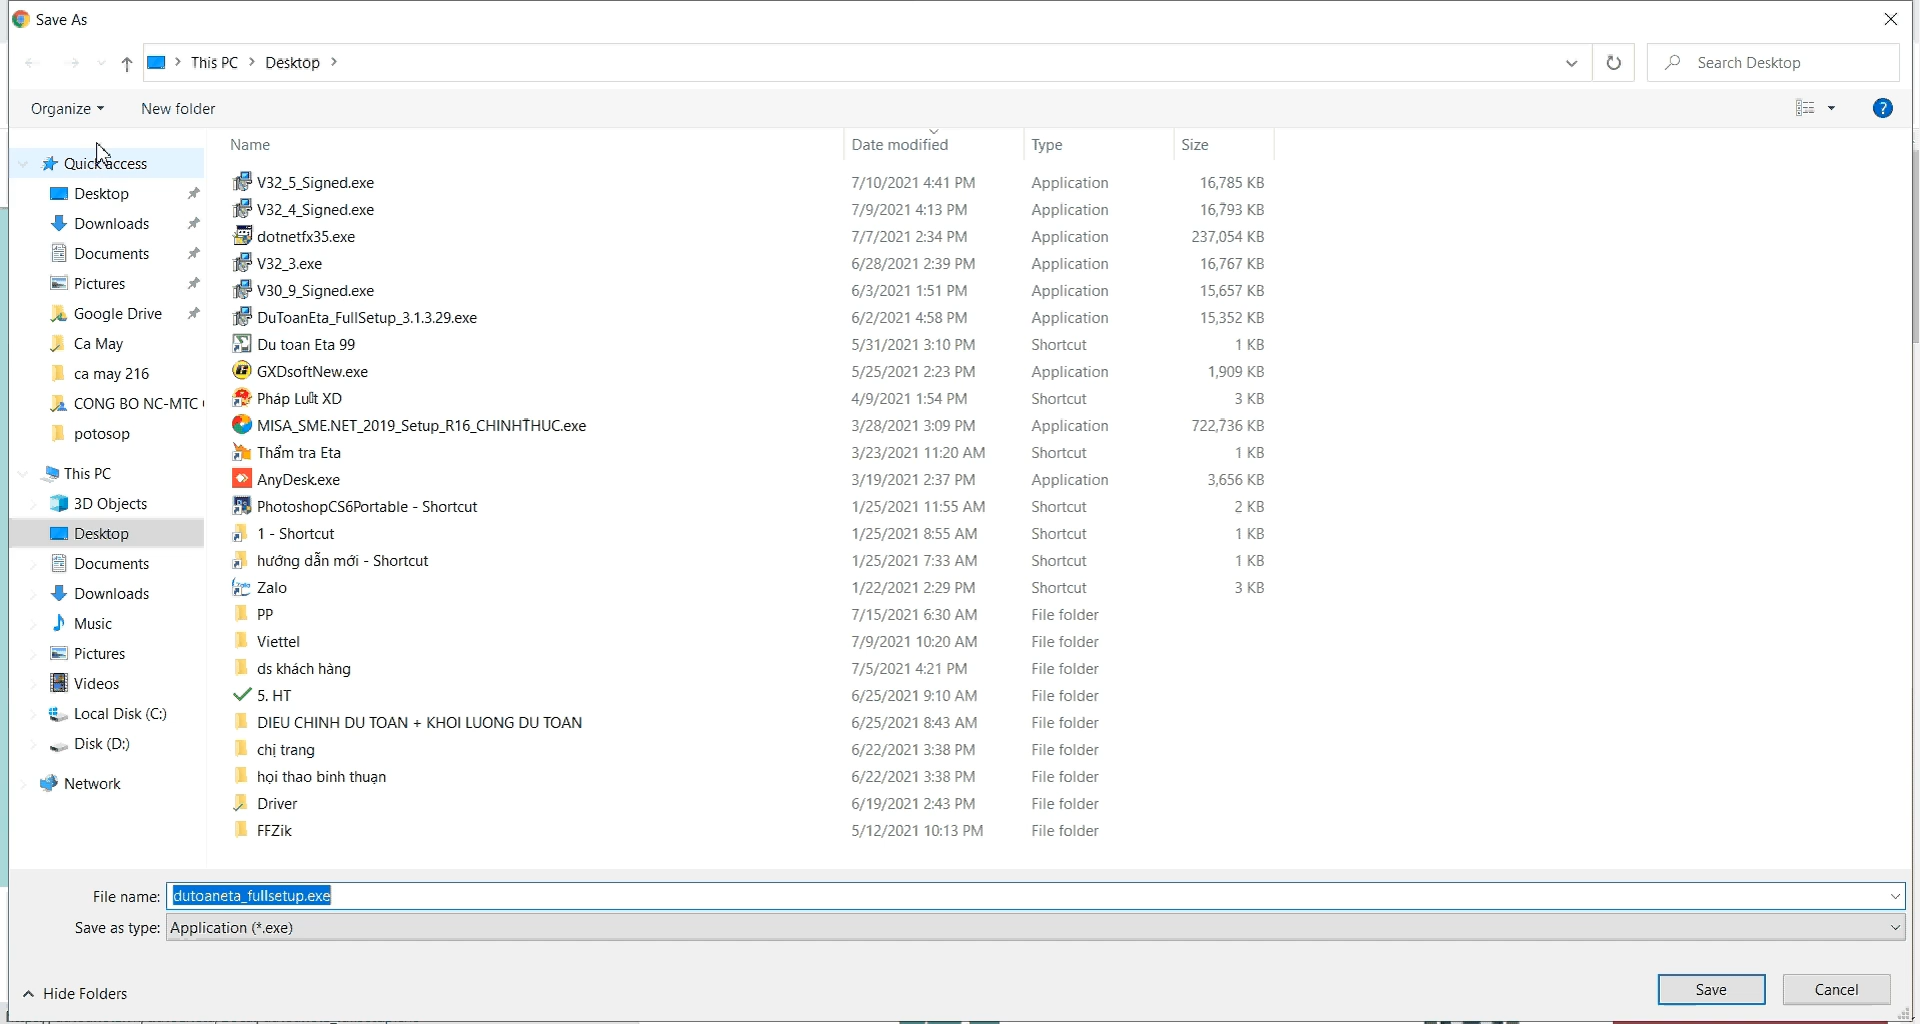 Save As
This PC > Desktop >
Search Desktop
Organize
New folder
Name
Date modified
Type
Size
Quick access
Desktop
Downloads
Documents
Pictures
Google Drive
Ca May
ca may 216
CONG BO NC-MTC
potosop
This PC
3D Objects
Desktop
Documents
Downloads
Music
Pictures
Videos
Local Disk (C:)
Disk (D:)
Network
V32_5_Signed.exe 7/10/2021 4:41 PM Application 16,785 KB
V32_4_Signed.exe 7/9/2021 4:13 PM Application 16,793 KB
dotnetfx35.exe 7/7/2021 2:34 PM Application 237,054 KB
V32_3.exe 6/28/2021 2:39 PM Application 16,767 KB
V30_9_Signed.exe 6/3/2021 1:51 PM Application 15,657 KB
DuToanEta_FullSetup_3.1.3.29.exe 6/2/2021 4:58 PM Application 15,352 KB
Du toan Eta 99 5/31/2021 3:10 PM Shortcut 1 KB
GXDsoftNew.exe 5/25/2021 2:23 PM Application 1,909 KB
Pháp XD 4/9/2021 1:54 PM Shortcut 3 KB
MISA_SME.NET_2019_Setup_R16_CHINHTHUC.exe 3/28/2021 3:09 PM Application 722,736 KB
Thẩm tra Eta 3/23/2021 11:20 AM Shortcut 1 KB
AnyDesk.exe 3/19/2021 2:37 PM Application 3,656 KB
PhotoshopCS6Portable - Shortcut 1/25/2021 11:55 AM Shortcut 2 KB
1 - Shortcut 1/25/2021 8:55 AM Shortcut 1 KB
hướng dẫn mới - Shortcut 1/25/2021 7:33 AM Shortcut 1 KB
Zalo 1/22/2021 2:29 PM Shortcut 3 KB
PP 7/15/2021 6:30 AM File folder
Viettel 7/9/2021 10:20 AM File folder
ds khách hàng 7/5/2021 4:21 PM File folder
5. HT 6/25/2021 9:10 AM File folder
DIEU CHINH DU TOAN + KHOI LUONG DU TOAN 6/25/2021 8:43 AM File folder
chị trang 6/22/2021 3:38 PM File folder
họi thao binh thuạn 6/22/2021 3:38 PM File folder
Driver 6/19/2021 2:43 PM File folder
FFZik 5/12/2021 10:13 PM File folder
File name: dutoaneta_fullsetup.exe
Save as type: Application (*.exe)
Hide Folders
Save
Cancel